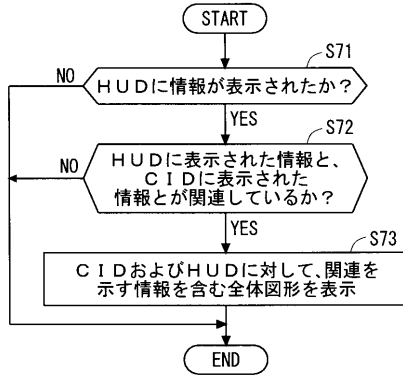 START
S71
NO
HUDに情報が表示されたか？
YES
S72
NO
HUDに表示された情報と、
CIDに表示された
情報とが関連しているか？
YES
S73
CIDおよびHUDに対して、関連を
示す情報を含む全体図形を表示
END